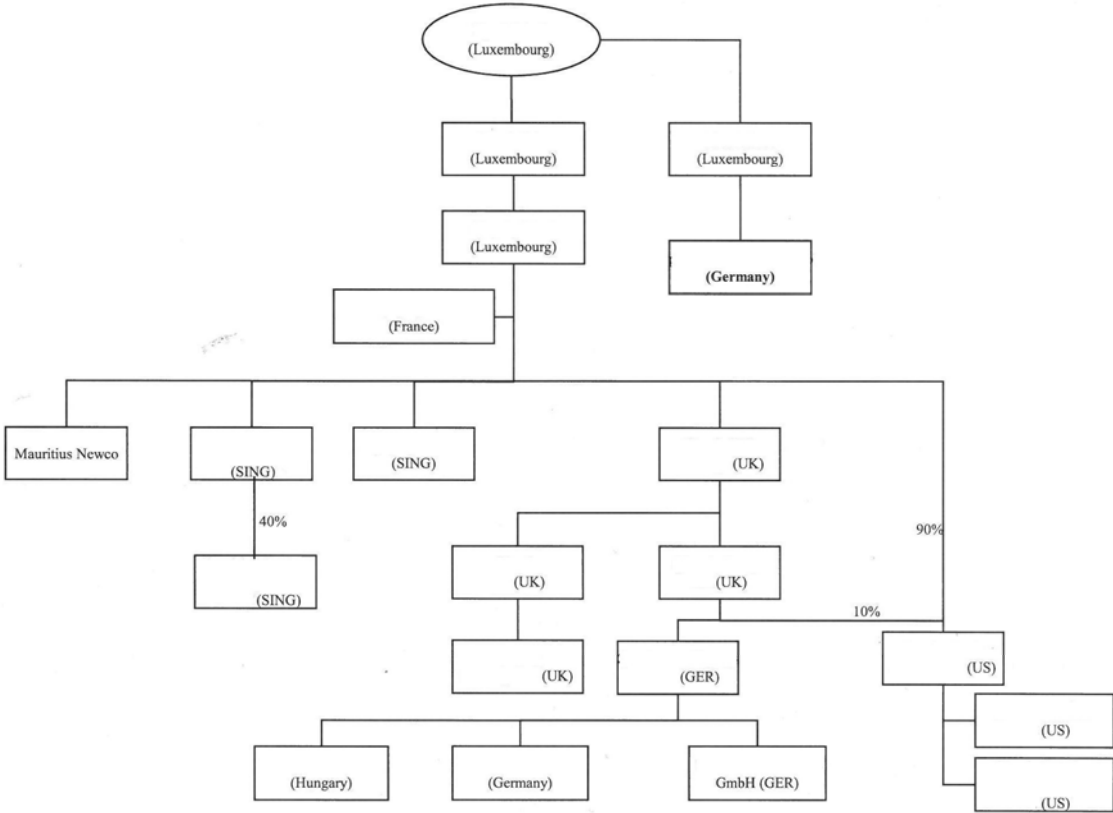 (Luxembourg)
(Luxembourg)
(Luxembourg)
(Luxembourg)
(Germany)
(France)
Mauritius Newco
(SING)
(SING)
(UK)
40%
90%
(SING)
(UK)
(UK)
10%
(UK)
(GER)
(US)
(US)
(Hungary)
(Germany)
GmbH (GER)
(US)